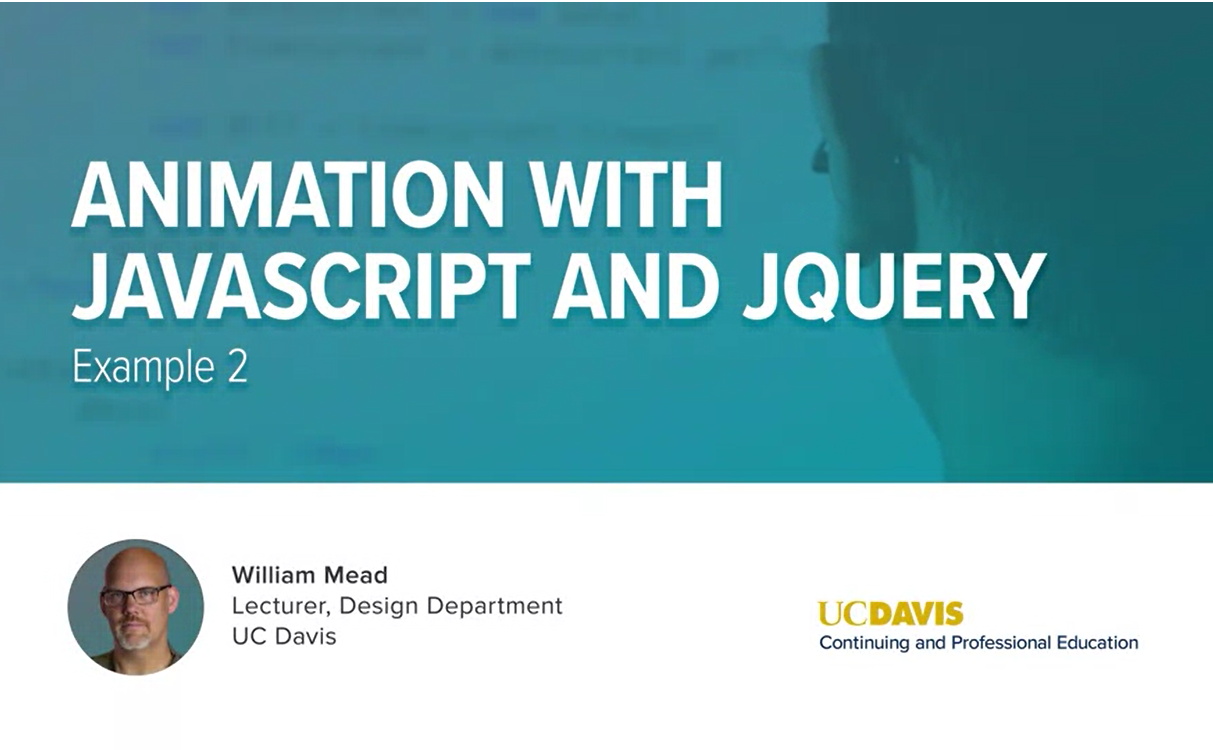 ANIMATION WITH
JAVASCRIPT AND JQUERY
Example 2
William Mead
Lecturer, Design Department
UC Davis
UCDAVIS
Continuing and Professional Education